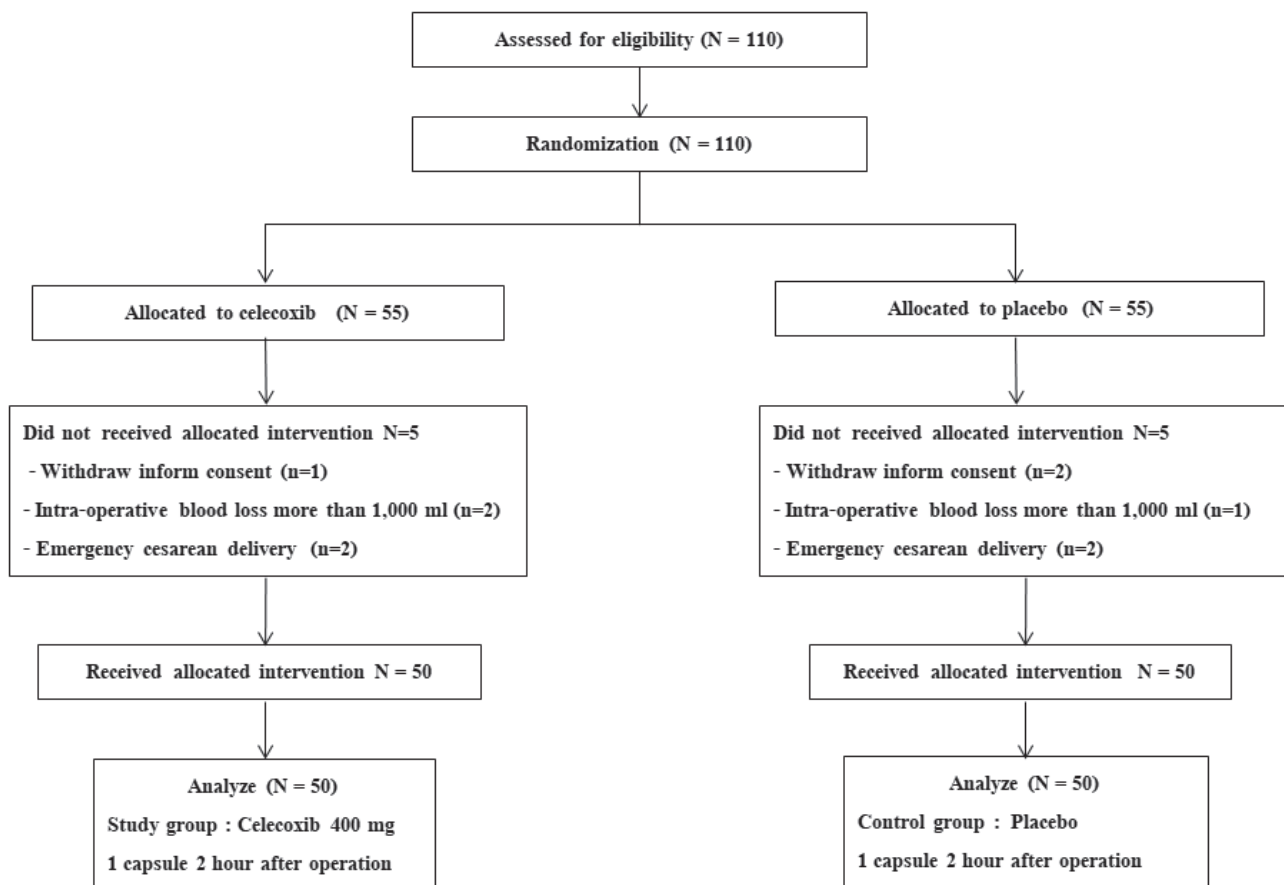 Assessed for eligibility (N = 110)
Randomization (N = 110)
Allocated to celecoxib (N = 55)
Allocated to placebo (N = 55)
Did not received allocated intervention N=5
- Withdraw inform consent (n=1)
- Intra-operative blood loss more than 1,000 ml (n=2)
- Emergency cesarean delivery (n=2)
Did not received allocated intervention N=5
- Withdraw inform consent (n=2)
- Intra-operative blood loss more than 1,000 ml (n=1)
- Emergency cesarean delivery (n=2)
Received allocated intervention N = 50
Received allocated intervention N = 50
Analyze (N = 50)
Study group : Celecoxib 400 mg
1 capsule 2 hour after operation
Analyze (N = 50)
Control group : Placebo
1 capsule 2 hour after operation